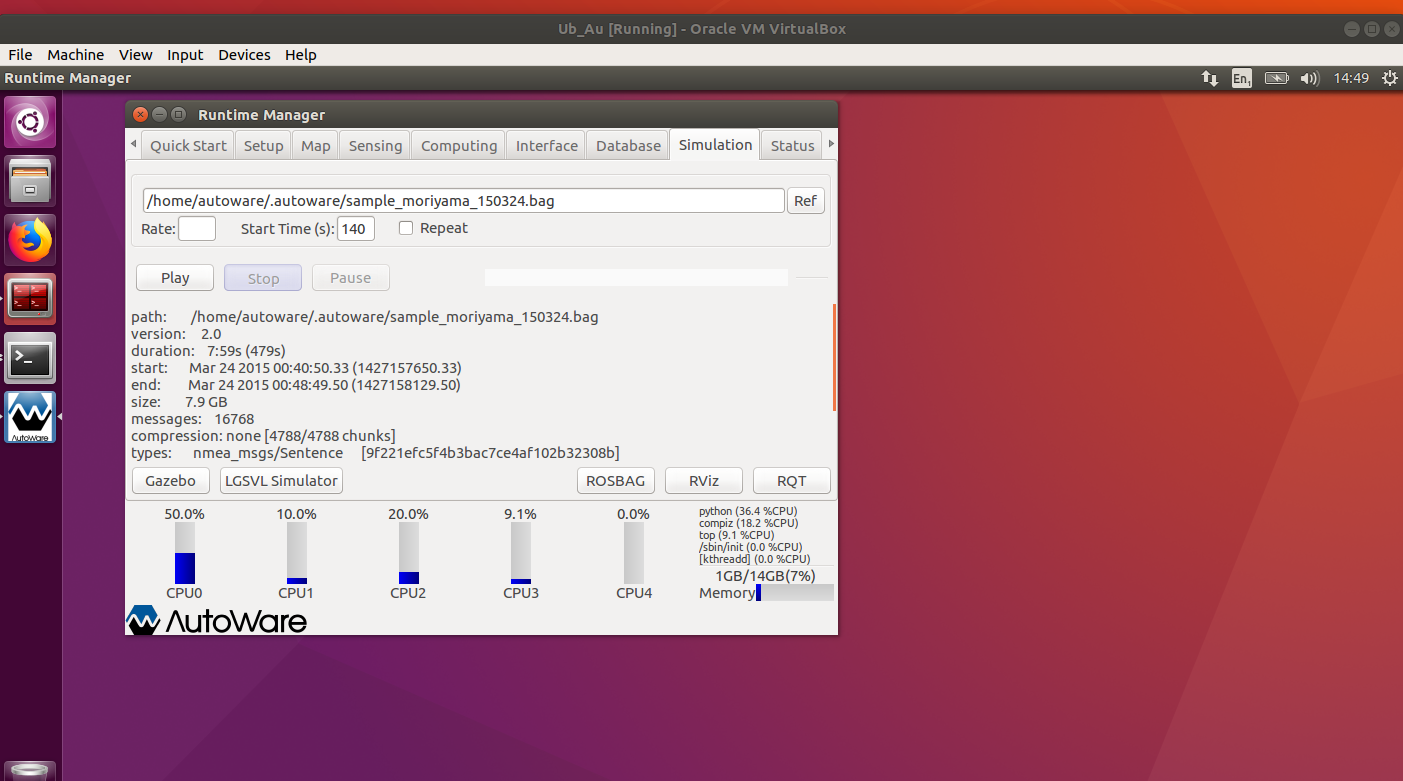 Ub_Au [Running] - Oracle VM VirtualBox
File Machine View Input Devices Help
Runtime Manager En1 14:49
Runtime Manager
Quick Start Setup Map Sensing Computing Interface Database Simulation Status
/home/autoware/.autoware/sample_moriyama_150324.bag Ref
Rate: Start Time (s): 140 Repeat
Play Stop Pause
path: /home/autoware/.autoware/sample_moriyama_150324.bag
version: 2.0
duration: 7:59s (479s)
start: Mar 24 2015 00:40:50.33 (1427157650.33)
end: Mar 24 2015 00:48:49.50 (1427158129.50)
size: 7.9 GB
messages: 16768
compression: none [4788/4788 chunks]
types: nmea_msgs/Sentence [9f221efc5f4b3bac7ce4af102b32308b]
Gazebo LGSVL Simulator ROSBAG RViz RQT
50.0% 10.0% 20.0% 9.1% 0.0%
CPU0 CPU1 CPU2 CPU3 CPU4
python (36.4 %CPU)
compiz (18.2 %CPU)
top (9.1 %CPU)
/sbin/init (0.0 %CPU)
[kthreadd] (0.0 %CPU)
1GB/14GB(7%)
Memory
AutoWare
AutoWare